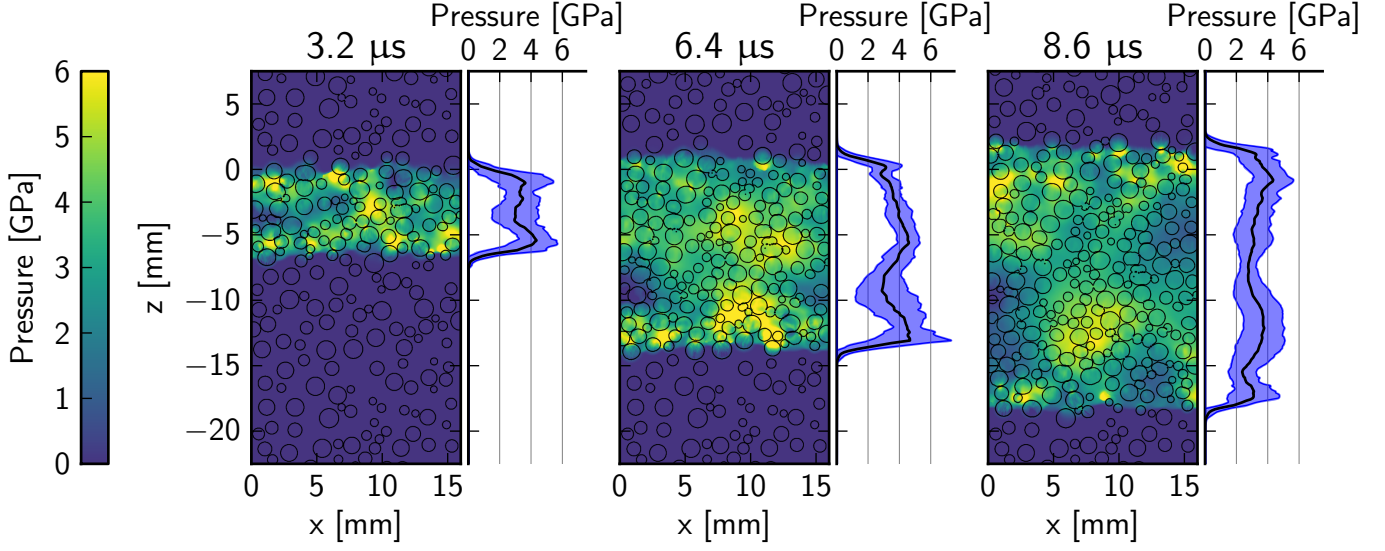 Pressure [GPa]
Pressure [GPa]
Pressure [GPa]
3.2 μs
6.4 μs
8.6 μs
0 2 4 6
0 2 4 6
0 2 4 6
Pressure [GPa]
6
5
4
3
2
1
0
z [mm]
5
0
−5
−10
−15
−20
0 5 10 15
0 5 10 15
0 5 10 15
x [mm]
x [mm]
x [mm]